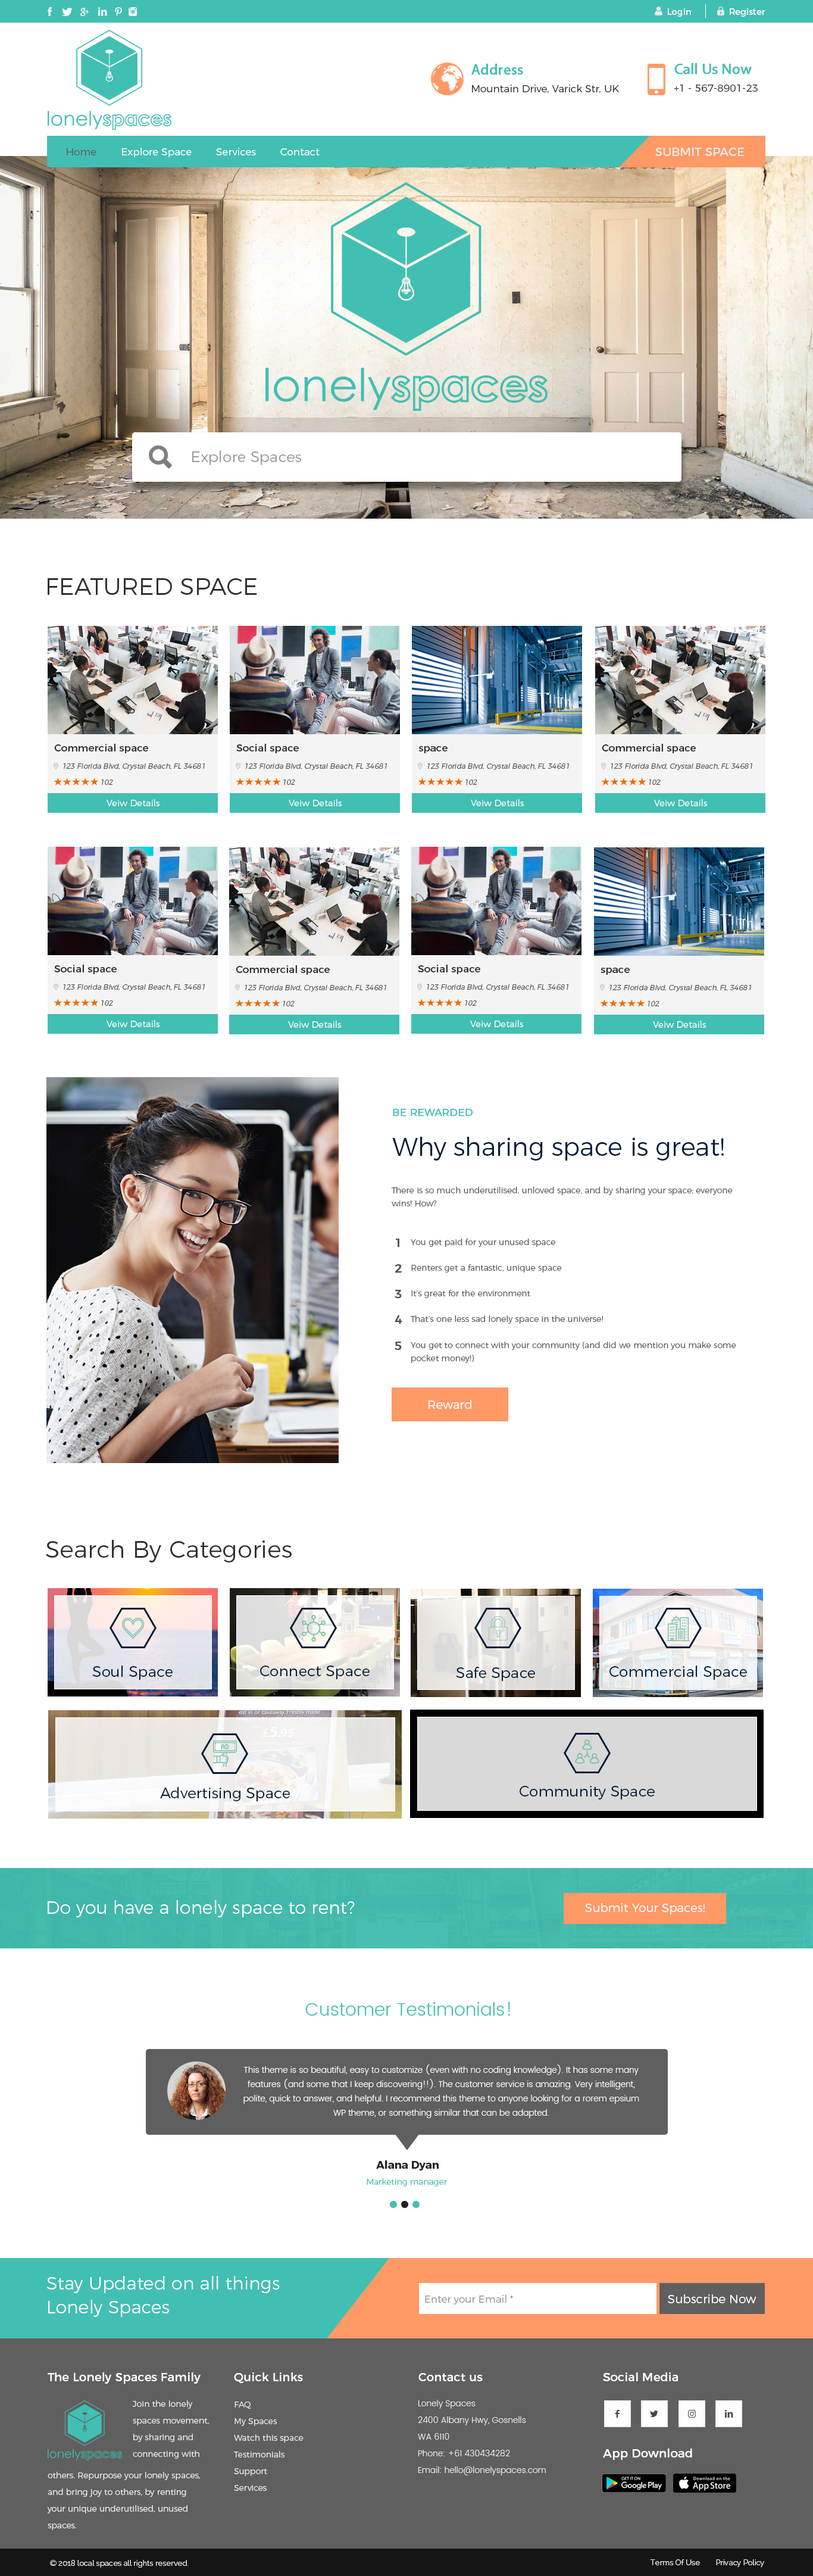 Login
Register
lonelyspaces
Address
Mountain Drive, Varick Str, UK
Call Us Now
+1 - 567-8901-23
Home
Explore Space
Services
Contact
SUBMIT SPACE
lonelyspaces
Explore Spaces
FEATURED SPACE
Commercial space
123 Florida Blvd, Crystal Beach, FL 34681
102
Veiw Details
Social space
123 Florida Blvd, Crystal Beach, FL 34681
102
Veiw Details
space
123 Florida Blvd, Crystal Beach, FL 34681
102
Veiw Details
Commercial space
123 Florida Blvd, Crystal Beach, FL 34681
102
Veiw Details
Social space
123 Florida Blvd, Crystal Beach, FL 34681
102
Veiw Details
Commercial space
123 Florida Blvd, Crystal Beach, FL 34681
102
Veiw Details
Social space
123 Florida Blvd, Crystal Beach, FL 34681
102
Veiw Details
space
123 Florida Blvd, Crystal Beach, FL 34681
102
Veiw Details
BE REWARDED
Why sharing space is great!
There is so much underutilised, unloved space, and by sharing your space; everyone
wins! How?
1 You get paid for your unused space
2 Renters get a fantastic, unique space
3 It's great for the environment
4 That's one less sad lonely space in the universe!
5 You get to connect with your community (and did we mention you make some
pocket money!)
Reward
Search By Categories
Soul Space
Connect Space
Safe Space
Commercial Space
eat in or takeaway freshly made
£5.95
AD
Advertising Space
Community Space
Do you have a lonely space to rent?
Submit Your Spaces!
Customer Testimonials!
This theme is so beautiful, easy to customize (even with no coding knowledge). It has some many
features (and some that I keep discovering!!). The customer service is amazing. Very intelligent,
polite, quick to answer, and helpful. I recommend this theme to anyone looking for a rorem epsium
WP theme, or something similar that can be adapted.
Alana Dyan
Marketing manager
Stay Updated on all things
Lonely Spaces
Enter your Email *
Subscribe Now
The Lonely Spaces Family
lonelyspaces
Join the lonely
spaces movement,
by sharing and
connecting with
others. Repurpose your lonely spaces,
and bring joy to others, by renting
your unique underutilised, unused
spaces.
Quick Links
FAQ
My Spaces
Watch this space
Testimonials
Support
Services
Contact us
Lonely Spaces
2400 Albany Hwy, Gosnells
WA 6110
Phone: +61 430434282
Email: hello@lonelyspaces.com
Social Media
App Download
GET IT ON
Google Play
Download on the
App Store
© 2018 local spaces all rights reserved.
Terms Of Use
Privacy Policy